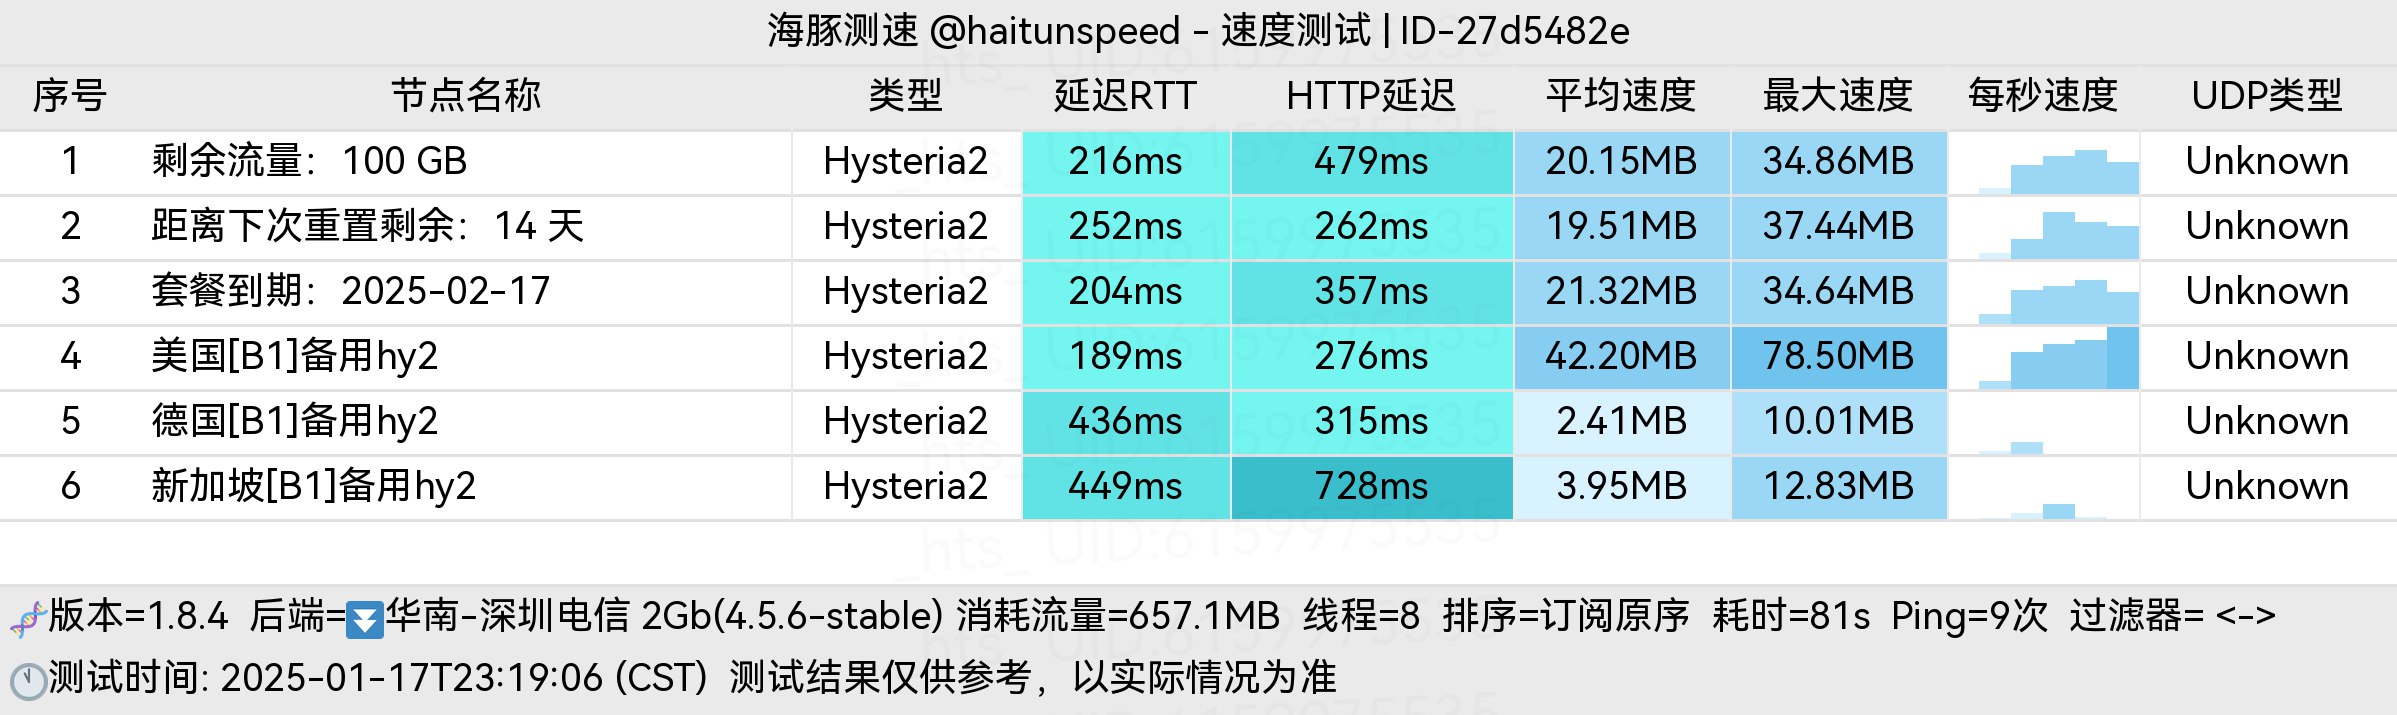 海豚测速 @haitunspeed - 速度测试 | ID-27d5482e
序号 节点名称 类型 延迟RTT HTTP延迟 平均速度 最大速度 每秒速度 UDP类型
1 剩余流量：100 GB Hysteria2 216ms 479ms 20.15MB 34.86MB Unknown
2 距离下次重置剩余：14 天 Hysteria2 252ms 262ms 19.51MB 37.44MB Unknown
3 套餐到期：2025-02-17 Hysteria2 204ms 357ms 21.32MB 34.64MB Unknown
4 美国[B1]备用hy2 Hysteria2 189ms 276ms 42.20MB 78.50MB Unknown
5 德国[B1]备用hy2 Hysteria2 436ms 315ms 2.41MB 10.01MB Unknown
6 新加坡[B1]备用hy2 Hysteria2 449ms 728ms 3.95MB 12.83MB Unknown
_hts_ UID:6159975535
版本=1.8.4 后端=⏬华南-深圳电信 2Gb(4.5.6-stable) 消耗流量=657.1MB 线程=8 排序=订阅原序 耗时=81s Ping=9次 过滤器= <->
测试时间: 2025-01-17T23:19:06 (CST) 测试结果仅供参考，以实际情况为准